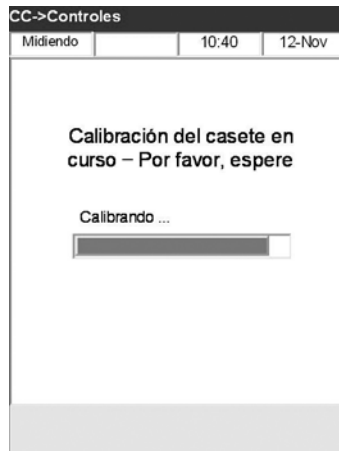 CC->Controles
Midiendo 10:40 12-Nov
Calibración del casete en
curso – Por favor, espere
Calibrando ...